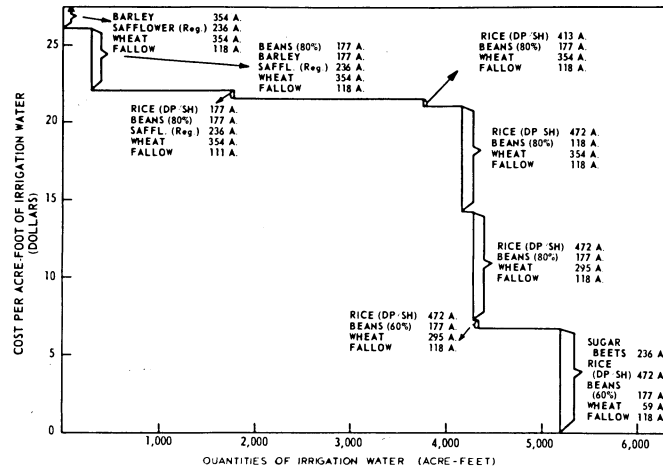 BARLEY 354 A.
SAFFLOWER (Reg.) 236 A.
WHEAT 354 A.
FALLOW 118 A.
BEANS (80%) 177 A.
BARLEY 177 A.
SAFFL. (Reg.) 236 A.
WHEAT 354 A.
FALLOW 118 A.
RICE (DP/SH) 413 A.
BEANS (80%) 177 A.
WHEAT 354 A.
FALLOW 118 A.
RICE (DP/SH) 177 A.
BEANS (80%) 177 A.
SAFFL. (Reg.) 236 A.
WHEAT 354 A.
FALLOW 111 A.
RICE (DP/SH) 472 A.
BEANS (80%) 118 A.
WHEAT 354 A.
FALLOW 118 A.
RICE (DP/SH) 472 A.
BEANS (80%) 177 A.
WHEAT 295 A.
FALLOW 118 A.
RICE (DP/SH) 472 A.
BEANS (60%) 177 A.
WHEAT 295 A.
FALLOW 118 A.
SUGAR
BEETS 236 A.
RICE
(DP/SH) 472 A.
BEANS
(60%) 177 A.
WHEAT 59 A.
FALLOW 118 A.
COST PER ACRE-FOOT OF IRRIGATION WATER
(DOLLARS)
25
20
15
10
5
0
1,000
2,000
3,000
4,000
5,000
6,000
QUANTITIES OF IRRIGATION WATER (ACRE-FEET)